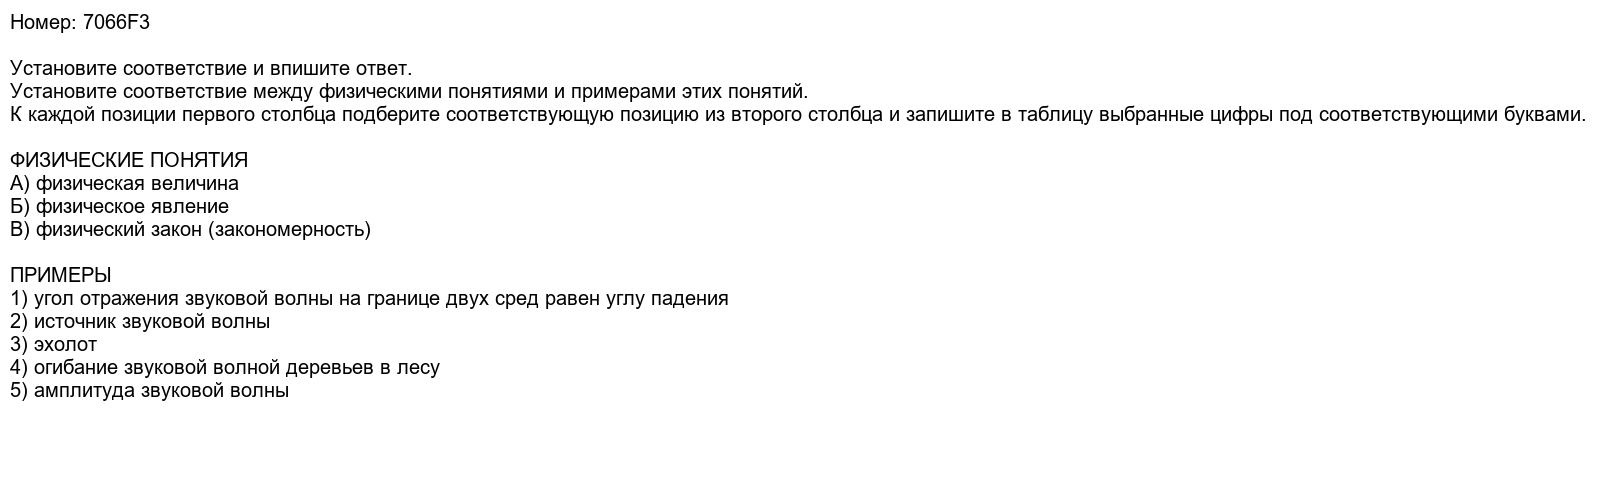 Номер: 7066F3
Установите соответствие и впишите ответ.
Установите соответствие между физическими понятиями и примерами этих понятий.
К каждой позиции первого столбца подберите соответствующую позицию из второго столбца и запишите в таблицу выбранные цифры под соответствующими буквами.
ФИЗИЧЕСКИЕ ПОНЯТИЯ
А) физическая величина
Б) физическое явление
В) физический закон (закономерность)
ПРИМЕРЫ
1) угол отражения звуковой волны на границе двух сред равен углу падения
2) источник звуковой волны
3) эхолот
4) огибание звуковой волной деревьев в лесу
5) амплитуда звуковой волны